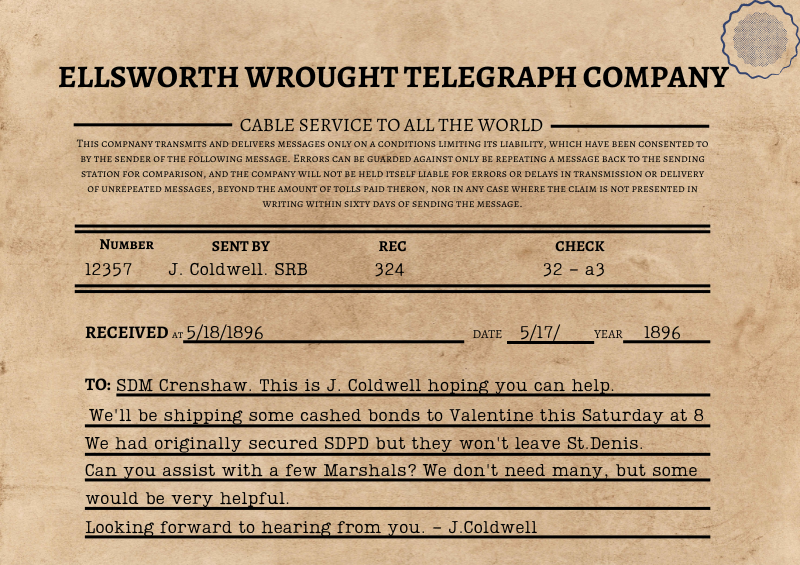 ELLSWORTH WROUGHT TELEGRAPH COMPANY
CABLE SERVICE TO ALL THE WORLD
This compnany transmits and delivers messages only on a conditions limiting its liability, which have been consented to
by the sender of the following message. Errors can be guarded against only be repeating a message back to the sending
station for comparison, and the company will not be held itself liable for errors or delays in transmission or delivery
of unrepeated messages, beyond the amount of tolls paid theron, nor in any case where the claim is not presented in
writing within sixty days of sending the message.
Number SENT BY REC CHECK
12357 J. Coldwell. SRB 324 32 - a3
RECEIVED AT 5/18/1896 DATE 5/17/ YEAR 1896
TO: SDM Crenshaw. This is J. Coldwell hoping you can help.
We'll be shipping some cashed bonds to Valentine this Saturday at 8
We had originally secured SDPD but they won't leave St.Denis.
Can you assist with a few Marshals? We don't need many, but some
would be very helpful.
Looking forward to hearing from you. - J.Coldwell